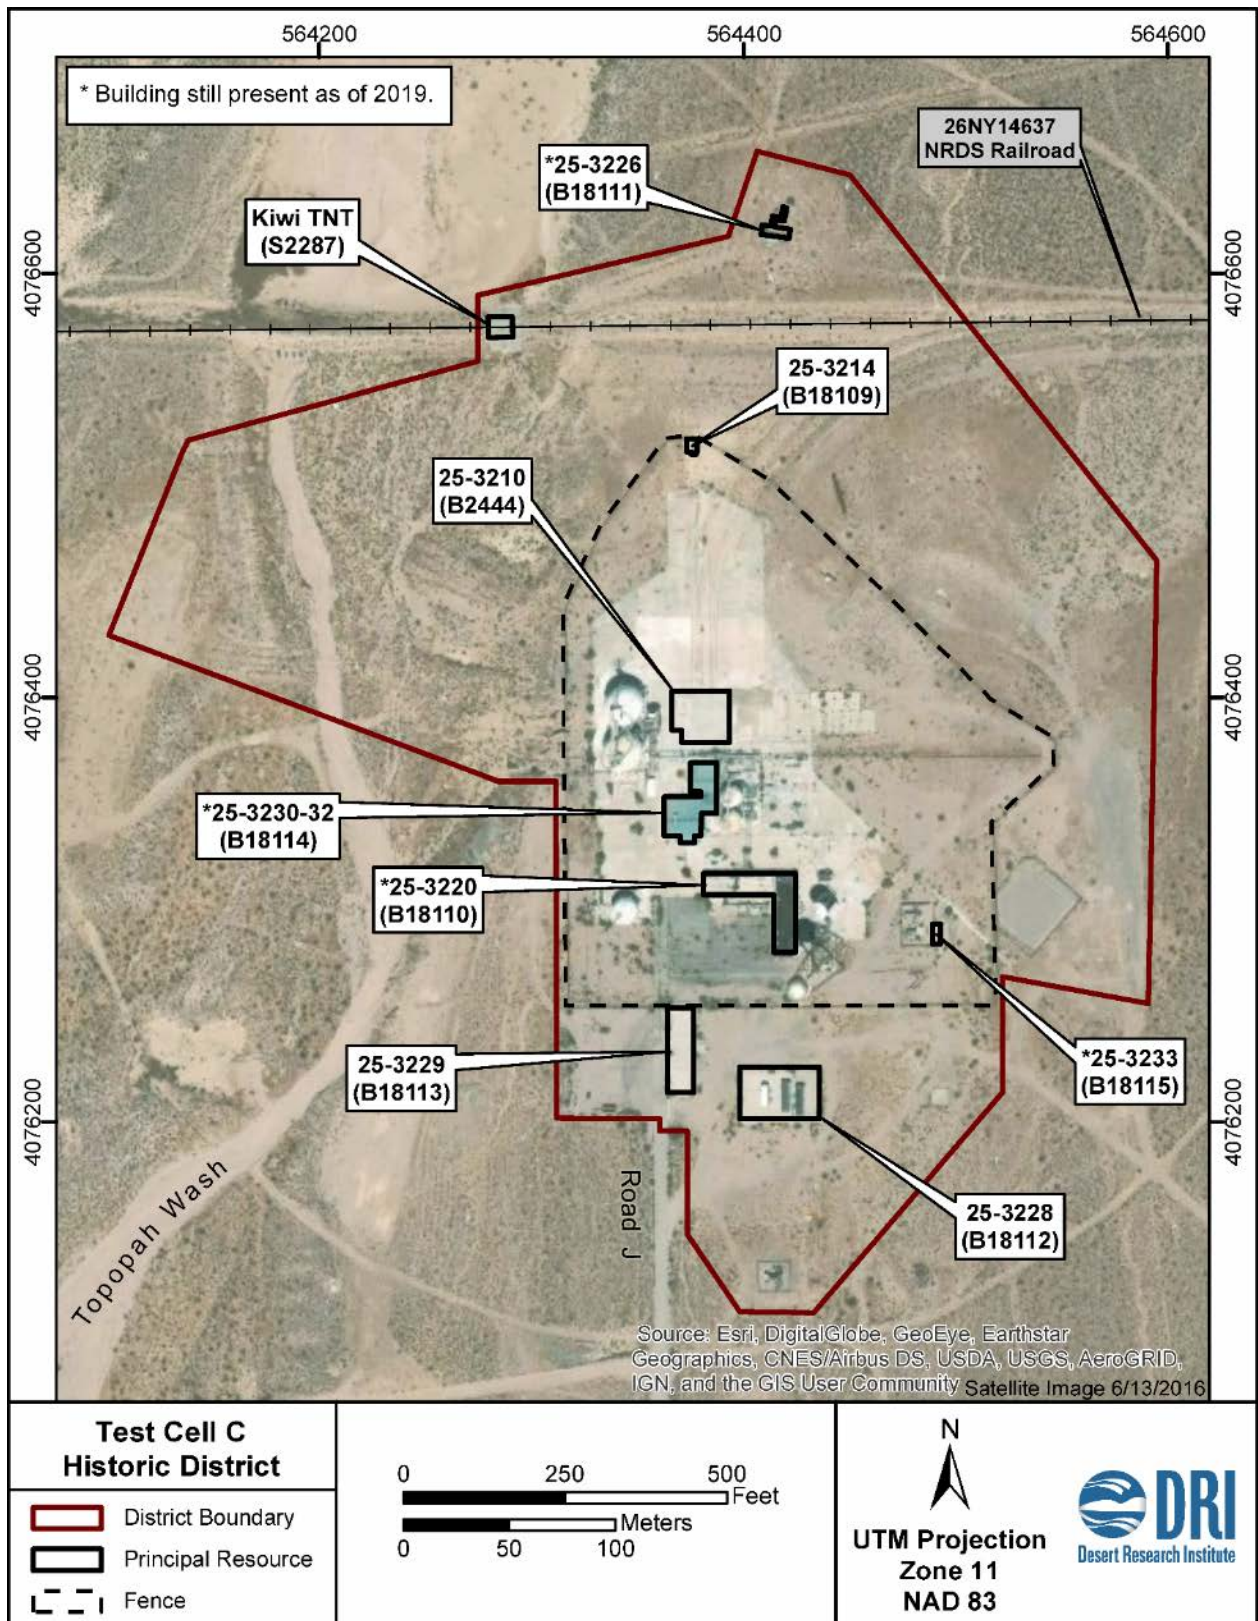 564200
564400
564600
* Building still present as of 2019.
26NY14637
NRDS Railroad
*25-3226
(B18111)
Kiwi TNT
(S2287)
4076600
4076600
25-3214
(B18109)
25-3210
(B2444)
4076400
4076400
*25-3230-32
(B18114)
*25-3220
(B18110)
25-3229
(B18113)
*25-3233
(B18115)
4076200
4076200
Road J
Topopah Wash
25-3228
(B18112)
Source: Esri, DigitalGlobe, GeoEye, Earthstar
Geographics, CNES/Airbus DS, USDA, USGS, AeroGRID,
IGN, and the GIS User Community
Satellite Image 6/13/2016
Test Cell C
Historic District
District Boundary
Principal Resource
Fence
0 250 500
Feet
Meters
0 50 100
N
UTM Projection
Zone 11
NAD 83
DRI
Desert Research Institute